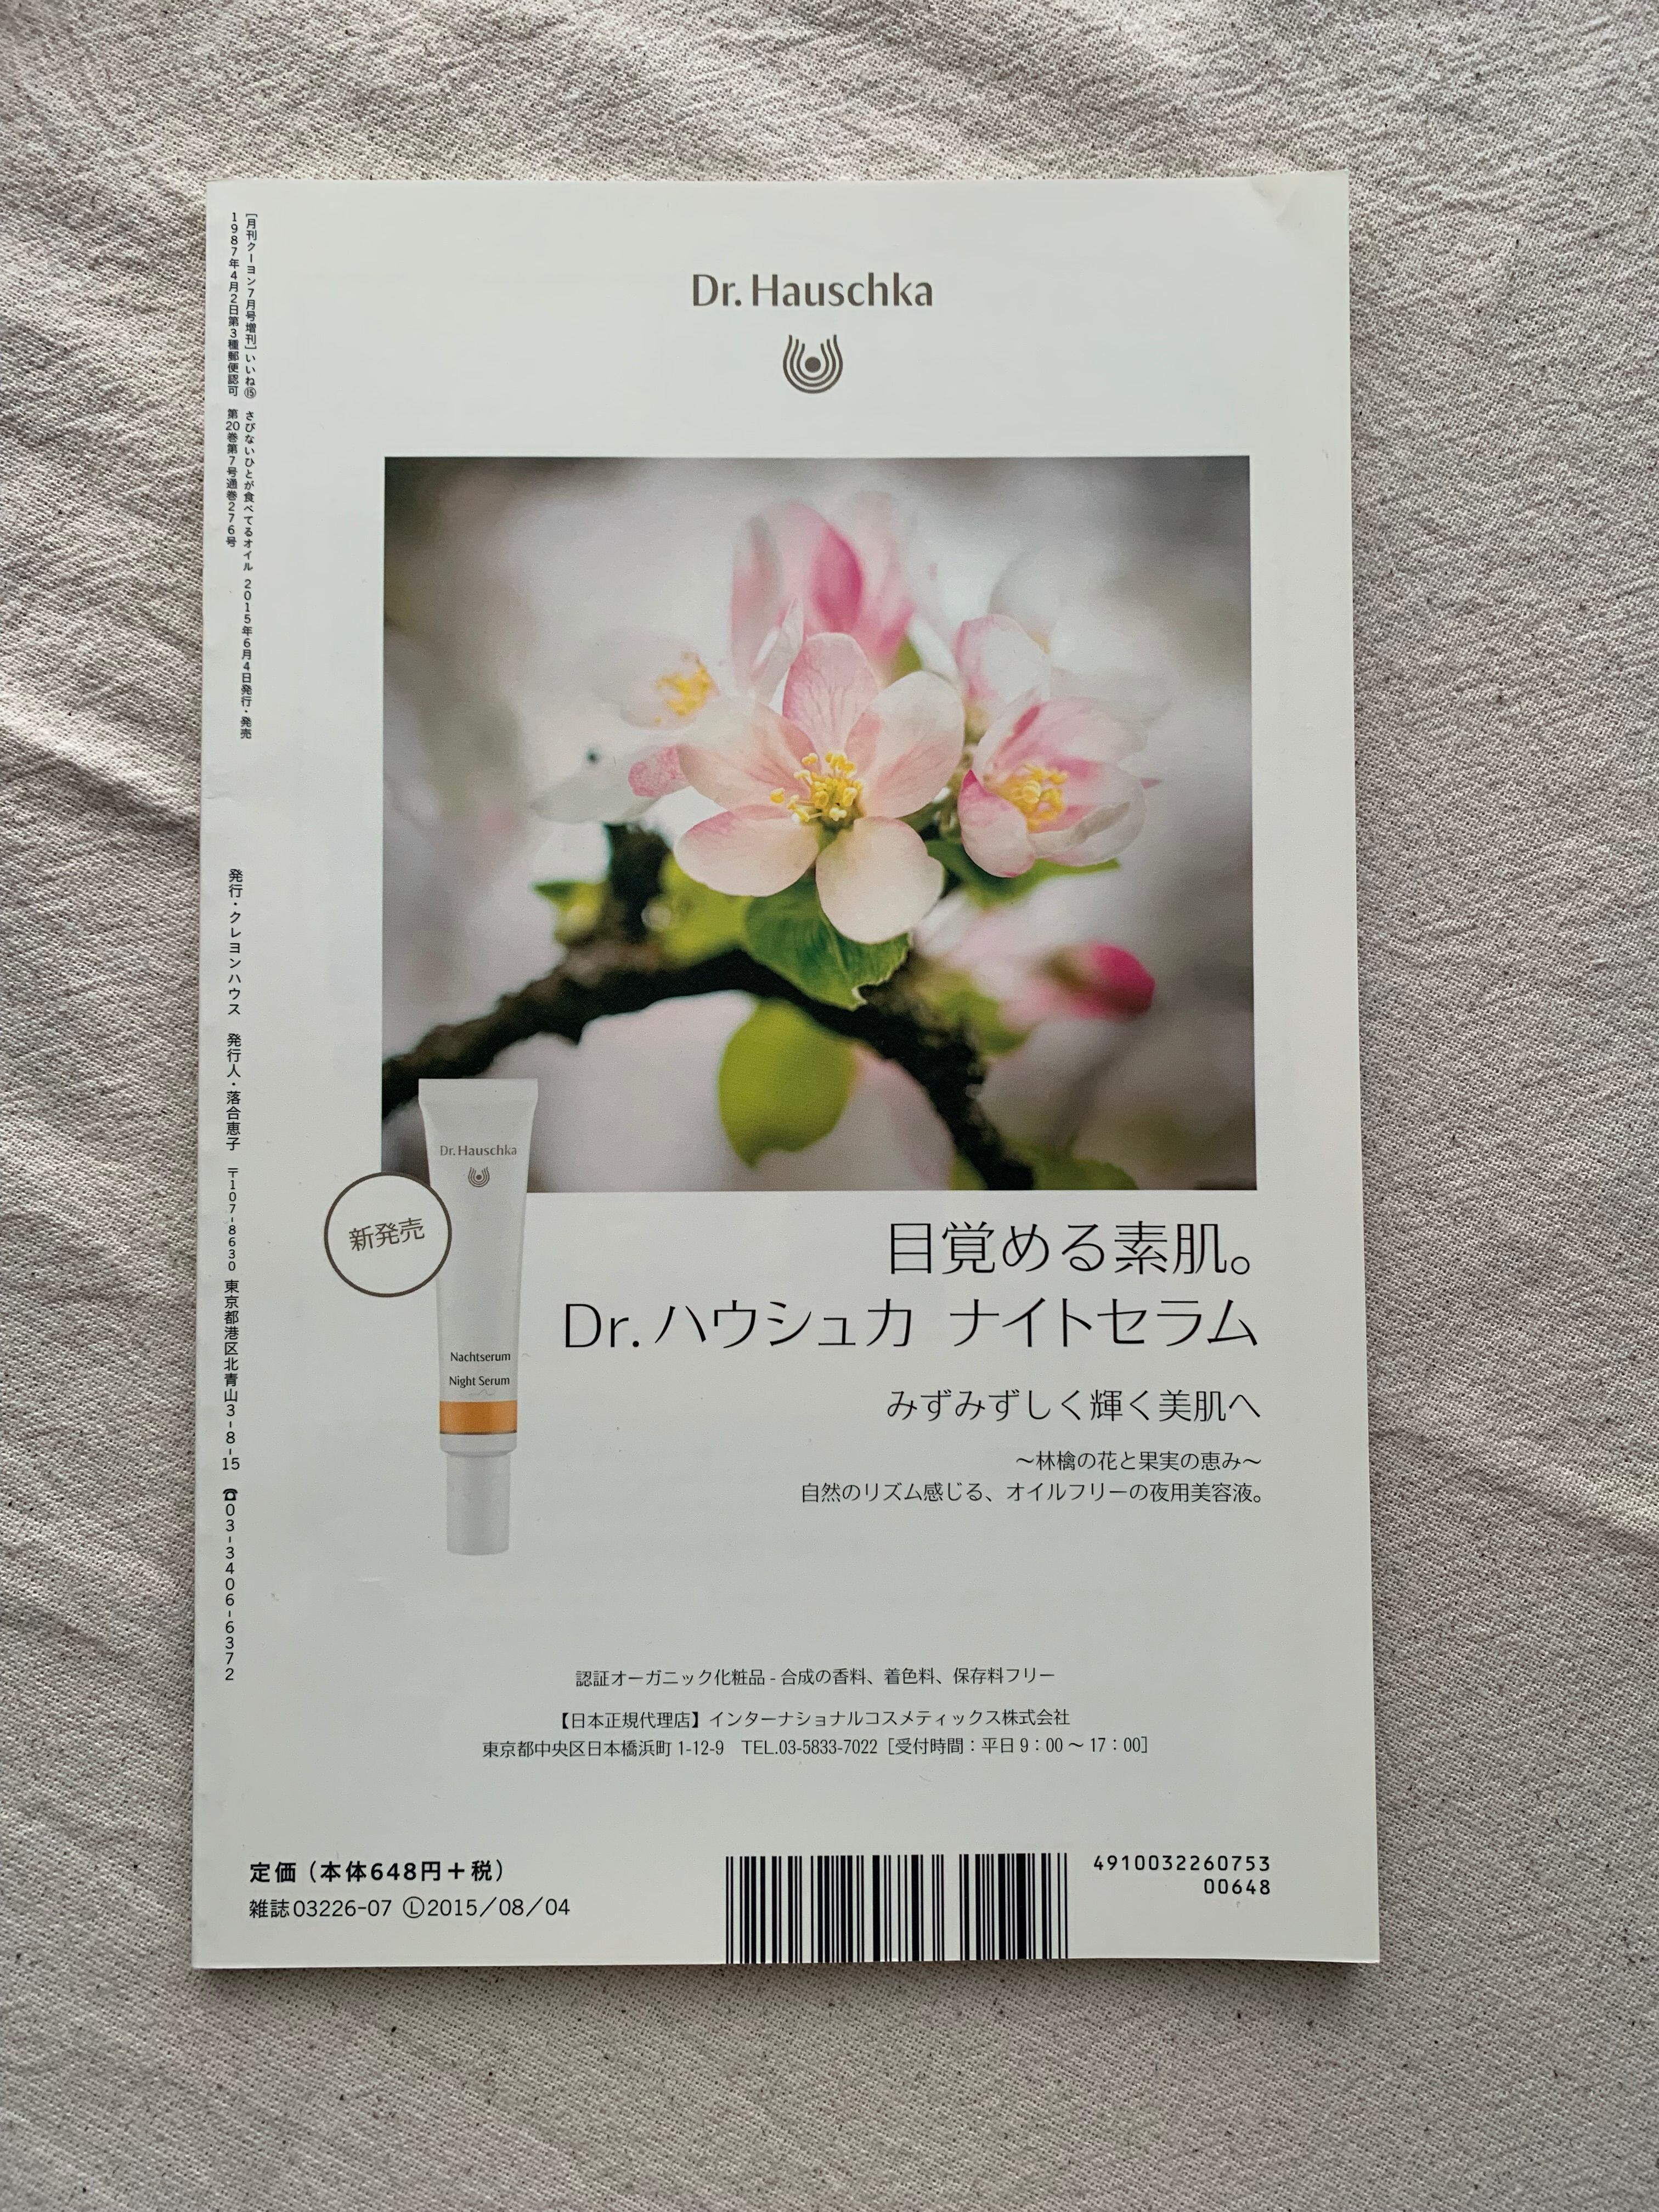 Dr. Hauschka
[月刊クーヨン7月号増刊]いいね⑮ さびないひとが食べてるオイル 2015年6月4日発行・発売
1987年4月2日第3種郵便認可 第20巻第7号通巻276号
発行・クレヨンハウス 発行人・落合恵子 〒107-8630 東京都港区北青山3-8-15 ☎03-3406-6372
Dr. Hauschka
新発売
Nachtserum
Night Serum
目覚める素肌。
Dr.ハウシュカ ナイトセラム
みずみずしく輝く美肌へ
〜林檎の花と果実の恵み〜
自然のリズム感じる、オイルフリーの夜用美容液。
認証オーガニック化粧品 - 合成の香料、着色料、保存料フリー
【日本正規代理店】インターナショナルコスメティックス株式会社
東京都中央区日本橋浜町 1-12-9 TEL.03-5833-7022［受付時間：平日 9：00 〜 17：00］
定価（本体648円＋税）
雑誌03226-07 Ⓛ2015／08／04
4910032260753
00648